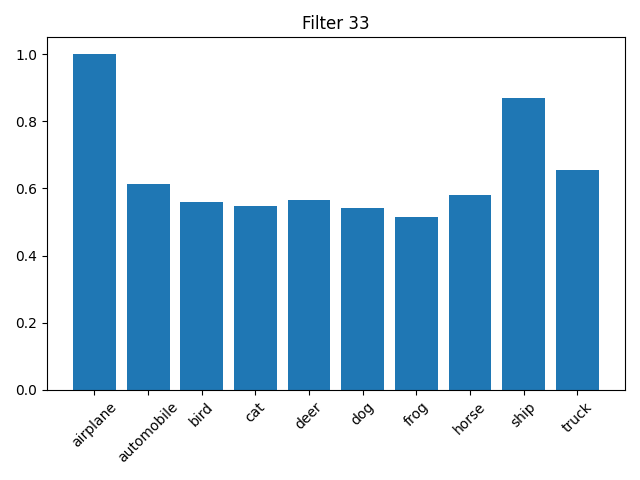 Filter 33
1.0
0.8
0.6
0.4
0.2
0.0
airplane
automobile
bird
cat
deer
dog
frog
horse
ship
truck